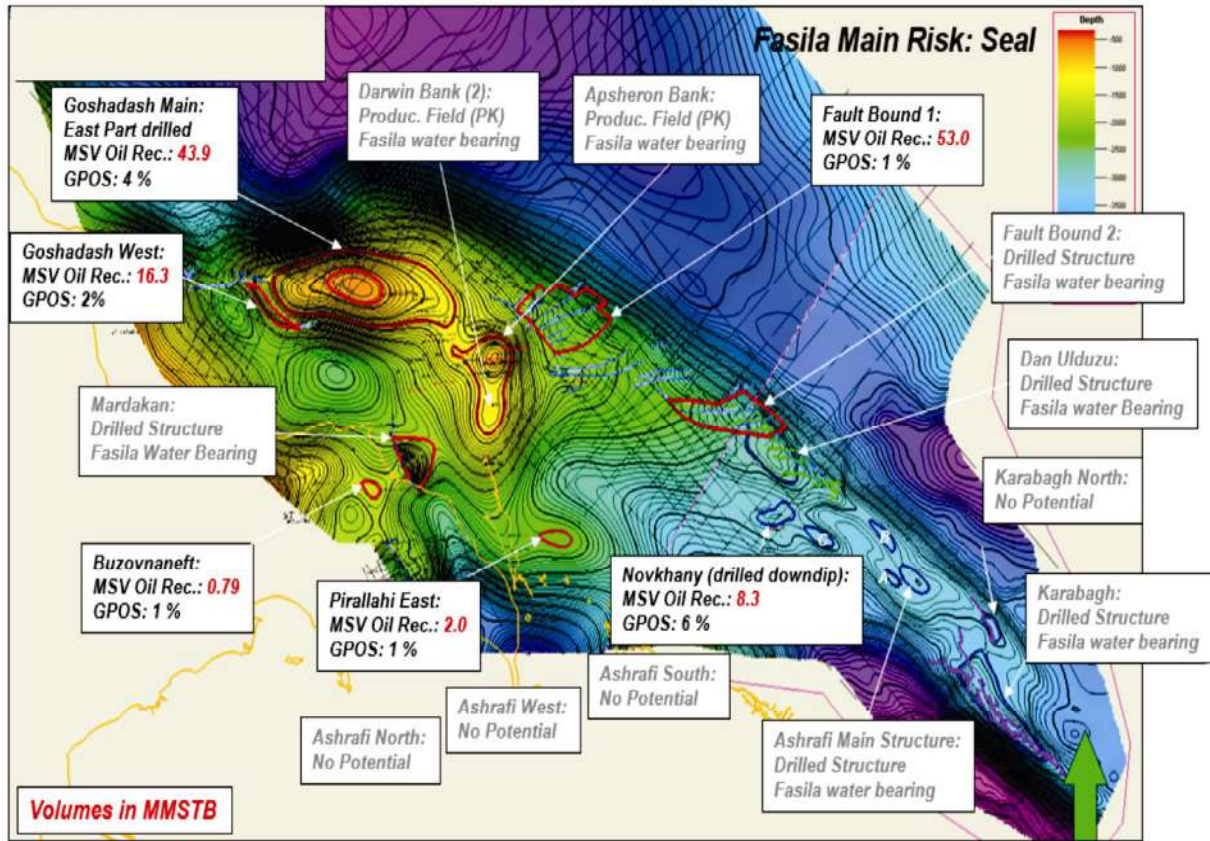 Fasila Main Risk: Seal
Depth
-500
-1000
-1500
-2000
-2500
-3000
-3500
Goshadash Main:
East Part drilled
MSV Oil Rec.: 43.9
GPOS: 4 %
Darwin Bank (2):
Produc. Field (PK)
Fasila water bearing
Apsheron Bank:
Produc. Field (PK)
Fasila water bearing
Fault Bound 1:
MSV Oil Rec.: 53.0
GPOS: 1 %
Goshadash West:
MSV Oil Rec.: 16.3
GPOS: 2%
Fault Bound 2:
Drilled Structure
Fasila water bearing
Mardakan:
Drilled Structure
Fasila Water Bearing
Dan Ulduzu:
Drilled Structure
Fasila water Bearing
Karabagh North:
No Potential
Buzovnaneft:
MSV Oil Rec.: 0.79
GPOS: 1 %
Pirallahi East:
MSV Oil Rec.: 2.0
GPOS: 1 %
Novkhany (drilled downdip):
MSV Oil Rec.: 8.3
GPOS: 6 %
C
B
A
Karabagh:
Drilled Structure
Fasila water bearing
Ashrafi North:
No Potential
Ashrafi West:
No Potential
Ashrafi South:
No Potential
Ashrafi Main Structure:
Drilled Structure
Fasila water bearing
Volumes in MMSTB